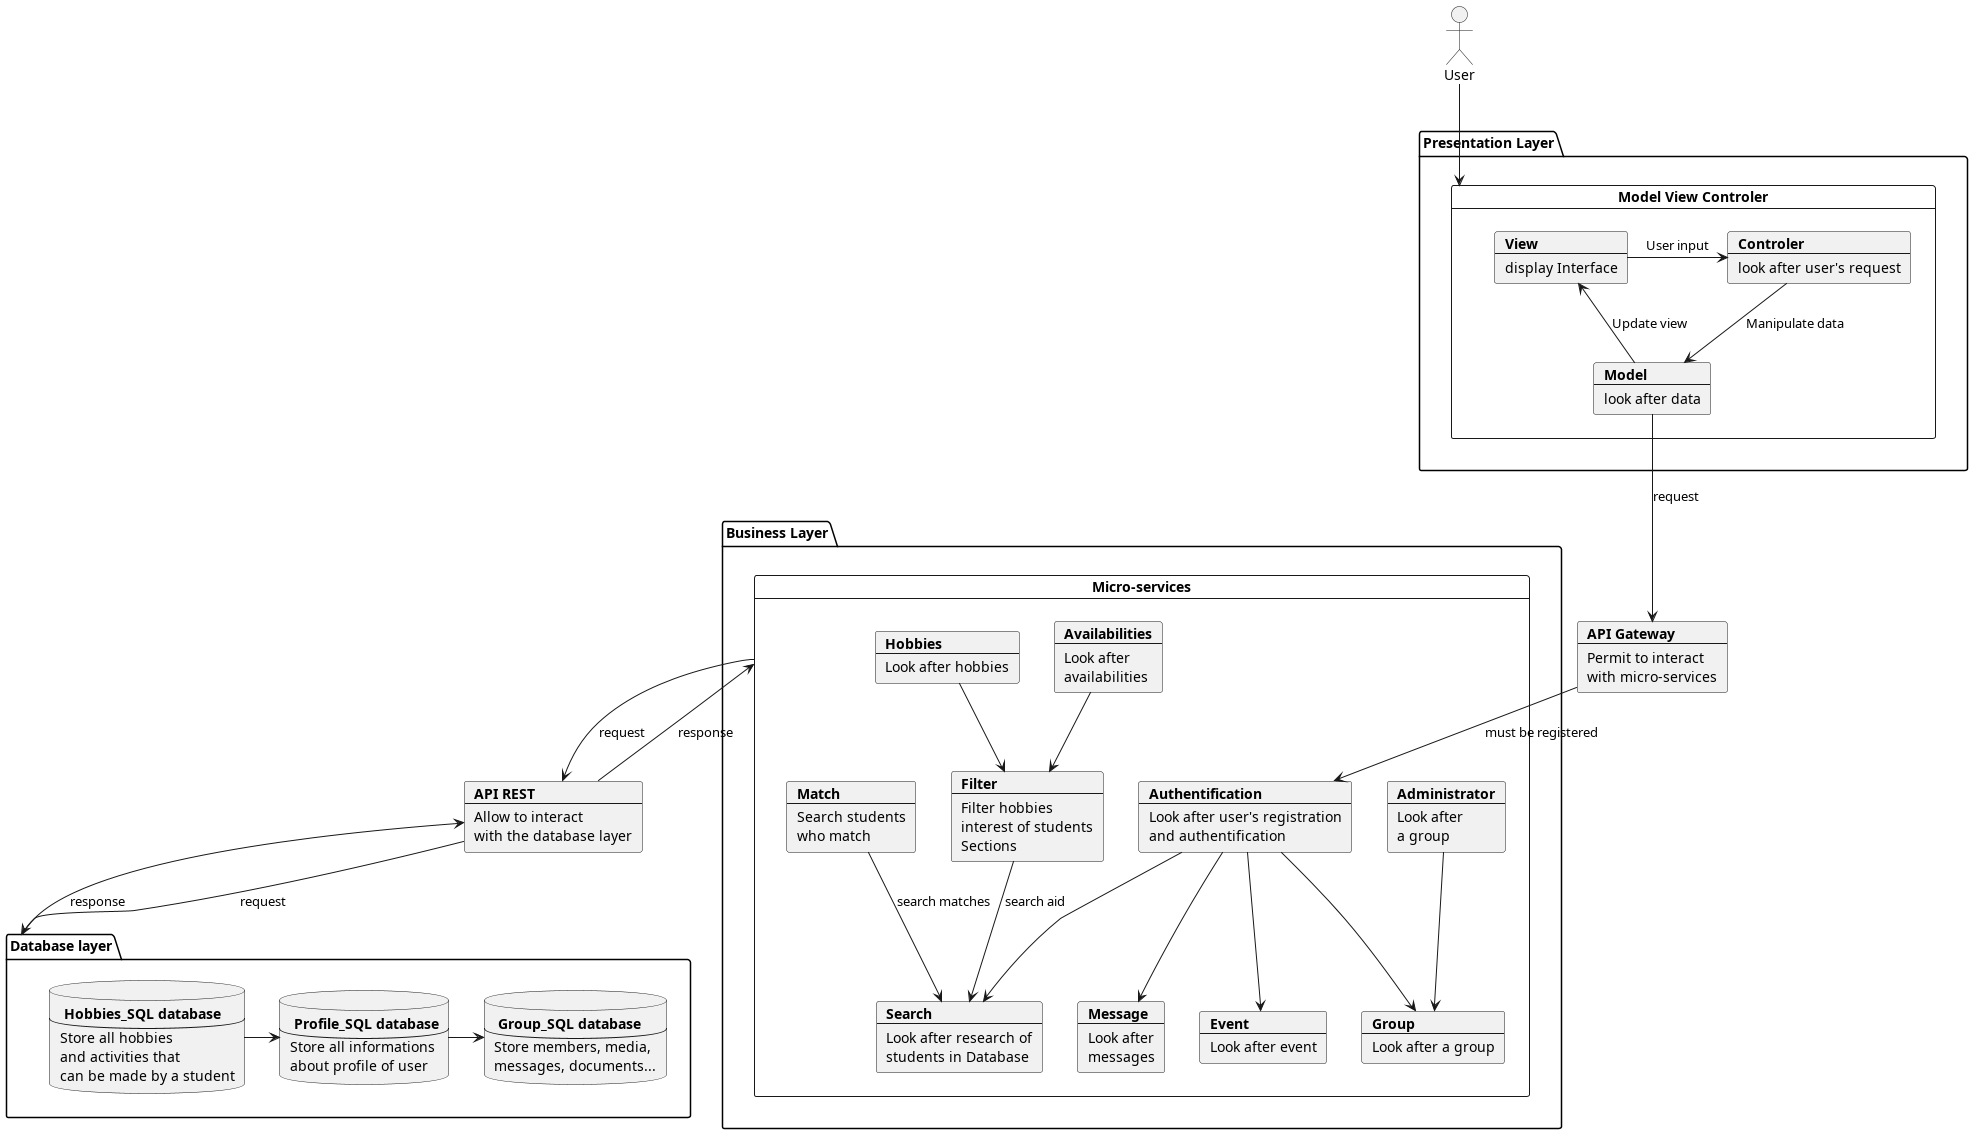 User
Presentation Layer
Model View Controler
View
display Interface
User input
Controler
look after user's request
Update view
Manipulate data
Model
look after data
request
Business Layer
Micro-services
Hobbies
Look after hobbies
Availabilities
Look after
availabilities
API Gateway
Permit to interact
with micro-services
request
response
must be registered
API REST
Allow to interact
with the database layer
Match
Search students
who match
Filter
Filter hobbies
interest of students
Sections
Authentification
Look after user's registration
and authentification
Administrator
Look after
a group
response
request
search matches
search aid
Database layer
Hobbies_SQL database
Store all hobbies
and activities that
can be made by a student
Profile_SQL database
Store all informations
about profile of user
Group_SQL database
Store members, media,
messages, documents...
Search
Look after research of
students in Database
Message
Look after
messages
Event
Look after event
Group
Look after a group